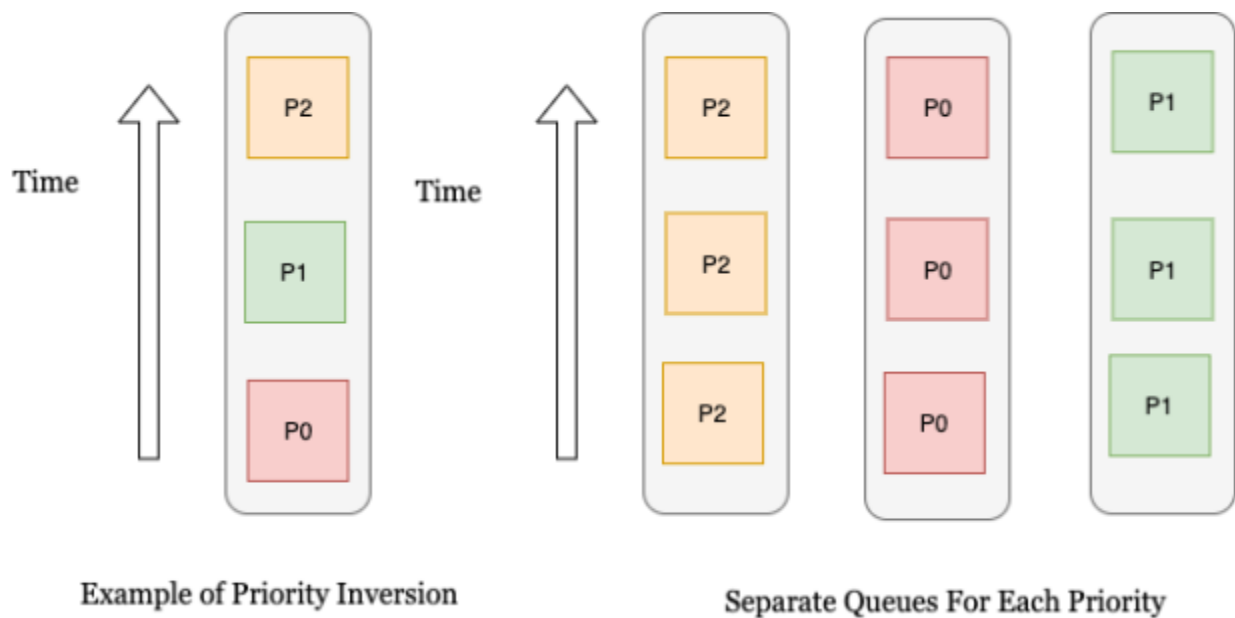 P2
P1
P0
Time
Example of Priority Inversion
Time
P2
P2
P2
P0
P0
P0
P1
P1
P1
Separate Queues For Each Priority